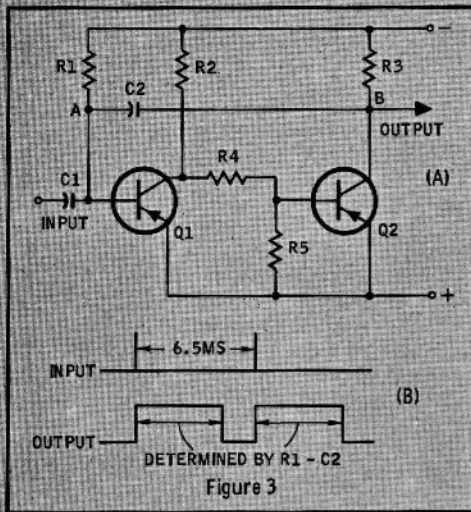 −
R1
R2
R3
C2
A
B
OUTPUT
R4
(A)
C1
INPUT
Q1
Q2
R5
+
6.5MS
INPUT
(B)
OUTPUT
DETERMINED BY R1 - C2
Figure 3